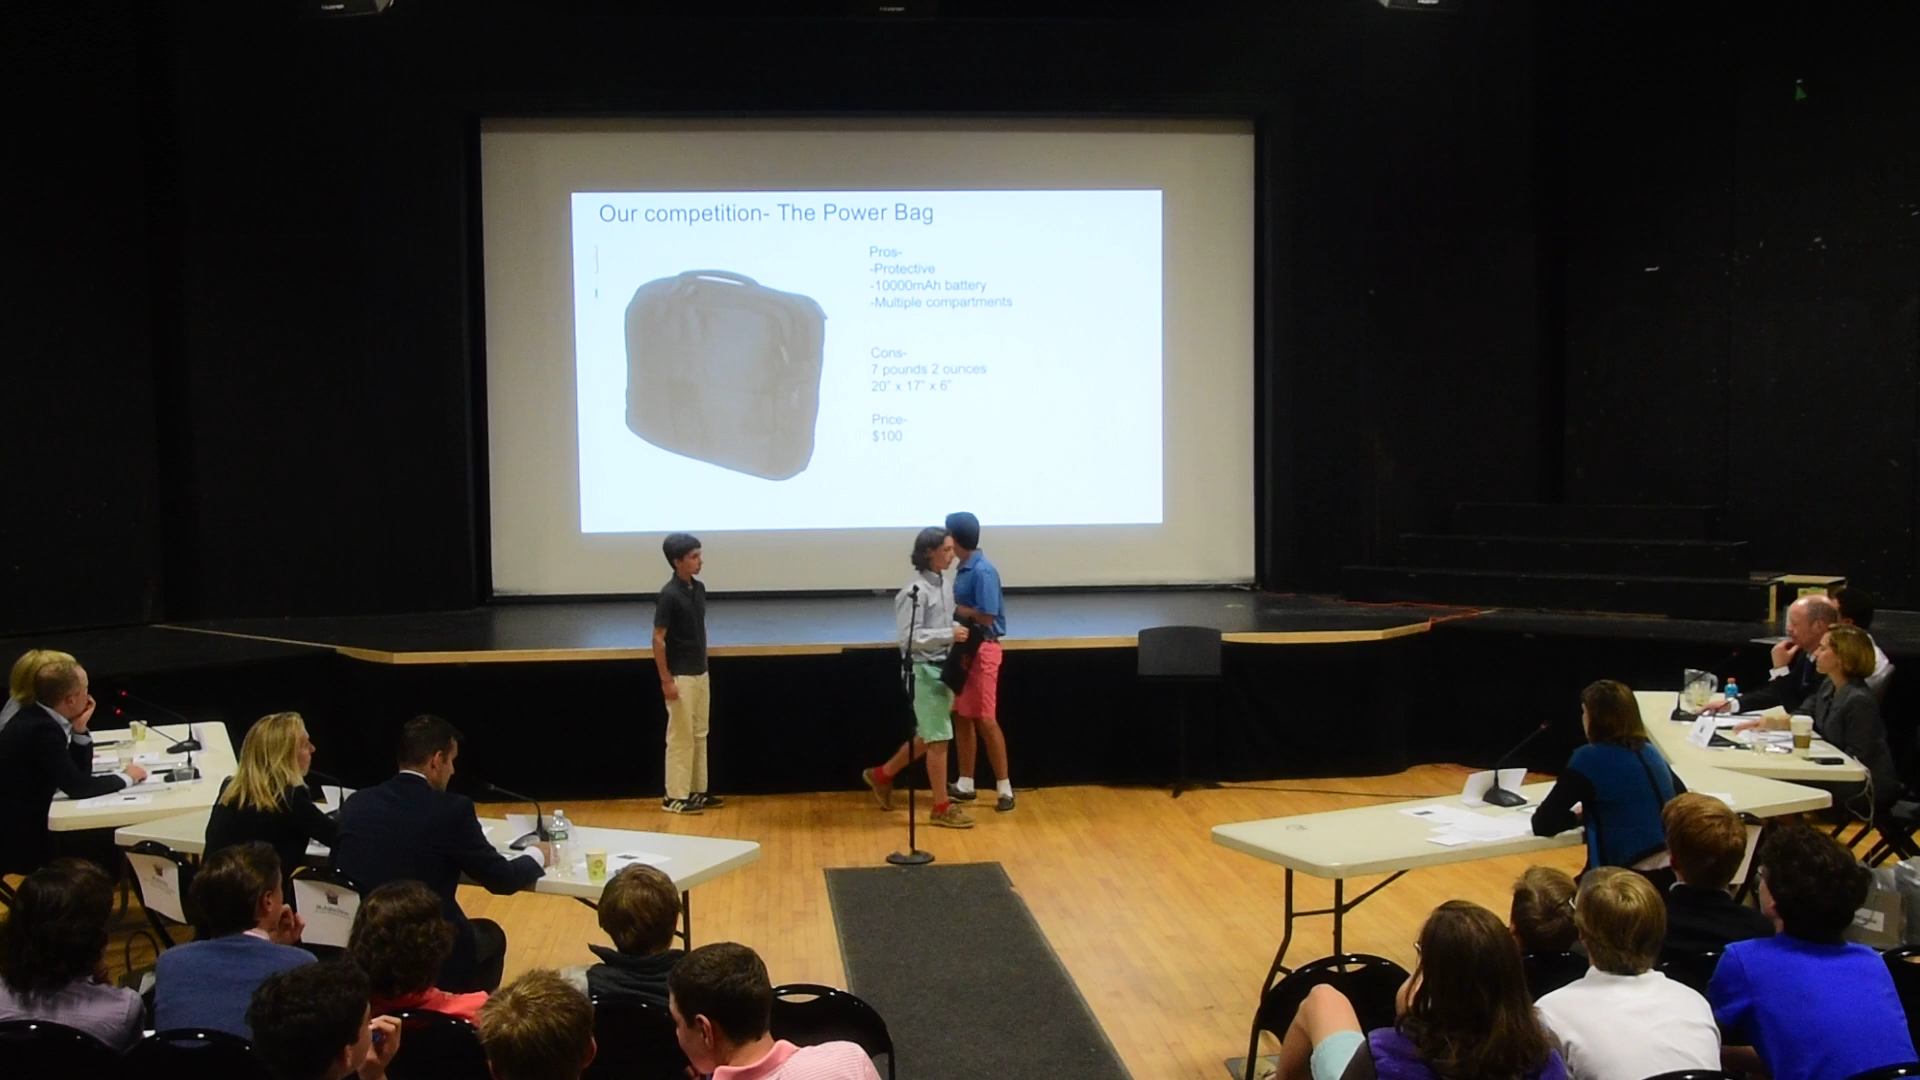 Our competition- The Power Bag
Pros-
-Protective
-10000mAh battery
-Multiple compartments
Cons-
7 pounds 2 ounces
20" x 17" x 6"
Price-
$100